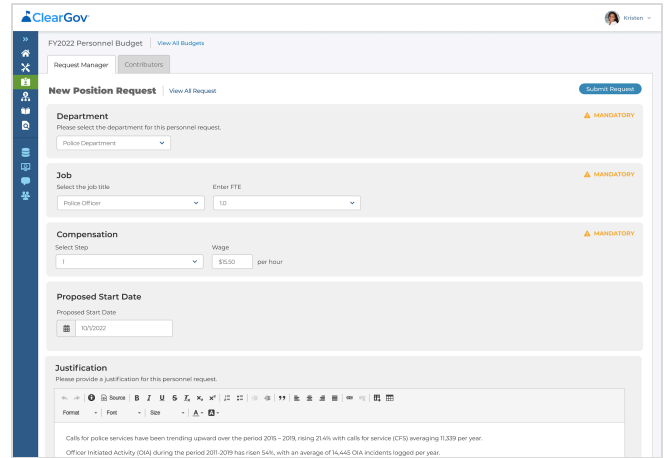 ClearGov
Kristen
FY2022 Personnel Budget View All Budgets
Request Manager Contributors
New Position Request View All Request
Submit Request
Department
MANDATORY
Please select the department for this personnel request.
Police Department
Job
MANDATORY
Select the job title Enter FTE
Police Officer 1.0
Compensation
MANDATORY
Select Step Wage
1 $15.50 per hour
Proposed Start Date
Proposed Start Date
10/1/2022
Justification
Please provide a justification for this personnel request.
Source B I U S Ix x₂ x²
Format Font Size A A
Calls for police services have been trending upward over the period 2015 – 2019, rising 21.4% with calls for service (CFS) averaging 11,339 per year.
Officer Initiated Activity (OIA) during the period 2011-2019 has risen 54%, with an average of 14,445 OIA incidents logged per year.